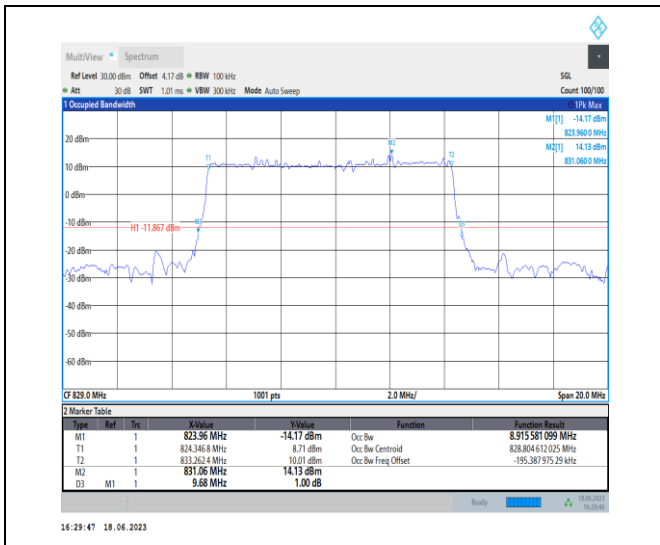 MultiView Spectrum
Ref Level 30.00 dBm Offset 4.17 dB RBW 100 kHz SGL
Att 30 dB SWT 1.01 ms VBW 300 kHz Mode Auto Sweep Count 100/100
1 Occupied Bandwidth 1Pk Max
M1[1] -14.17 dBm
823.960 0 MHz
M2[1] 14.13 dBm
831.060 0 MHz
20 dBm
M2
T1
T2
10 dBm
0 dBm
-10 dBm
H1 -11.867 dBm
-20 dBm
-30 dBm
-40 dBm
-50 dBm
-60 dBm
CF 829.0 MHz 1001 pts 2.0 MHz/ Span 20.0 MHz
2 Marker Table
Type Ref Trc X-Value Y-Value Function Function Result
M1 1 823.96 MHz -14.17 dBm Occ Bw 8.915 581 099 MHz
T1 1 824.346 8 MHz 8.71 dBm Occ Bw Centroid 828.804 612 025 MHz
T2 1 833.262 4 MHz 10.01 dBm Occ Bw Freq Offset -195.387 975 29 kHz
M2 1 831.06 MHz 14.13 dBm
D3 M1 1 9.68 MHz 1.00 dB
Ready 18.06.2023
16:29:46
16:29:47 18.06.2023